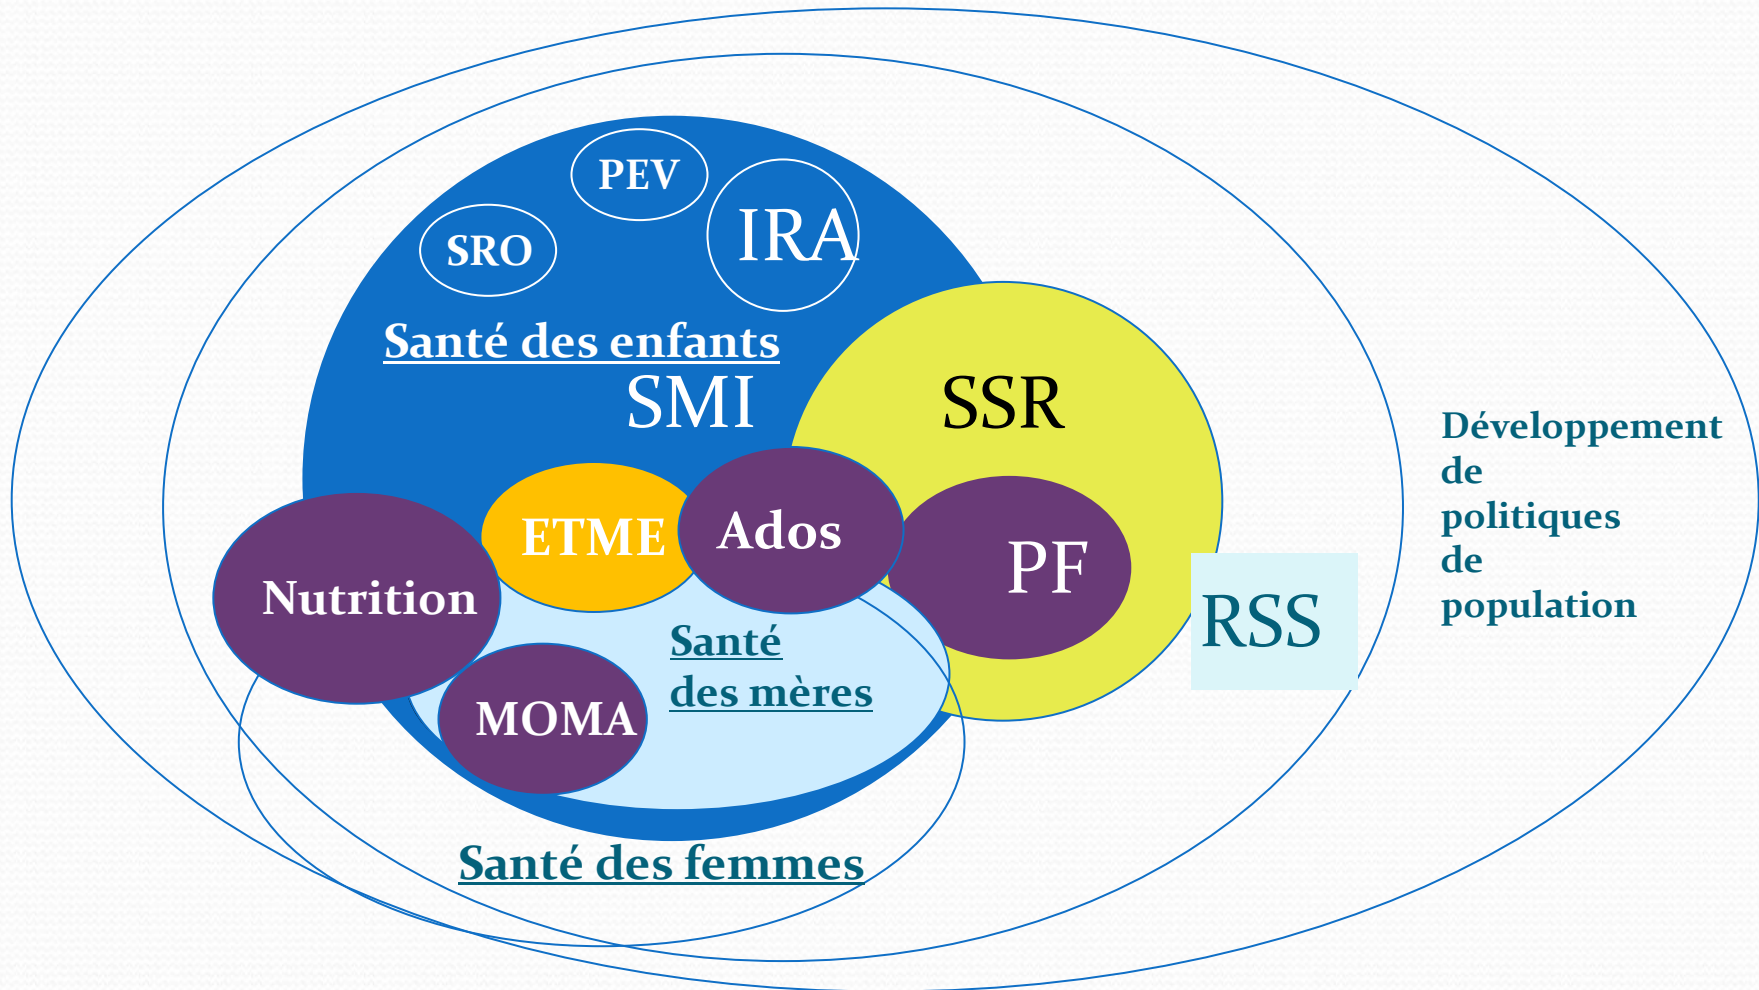 PEV
IRA
SRO
Santé des enfants
SMI
SSR
Développement
de
politiques
de
population
ETME
Ados
PF
Nutrition
RSS
Santé
des mères
MOMA
Santé des femmes